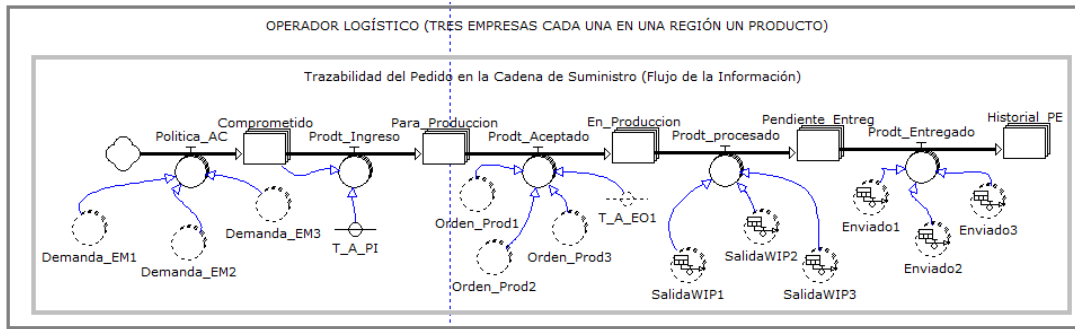 OPERADOR LOGÍSTICO (TRES EMPRESAS CADA UNA EN UNA REGIÓN UN PRODUCTO)
Trazabilidad del Pedido en la Cadena de Suministro (Flujo de la Información)
Politica_AC
Comprometido
Prodt_Ingreso
Para_Produccion
Prodt_Aceptado
En_Produccion
Prodt_procesado
Pendiente_Entreg
Prodt_Entregado
Historial_PE
Demanda_EM1
Demanda_EM2
Demanda_EM3
T_A_PI
Orden_Prod1
Orden_Prod2
Orden_Prod3
T_A_EO1
SalidaWIP1
SalidaWIP2
SalidaWIP3
Enviado1
Enviado2
Enviado3